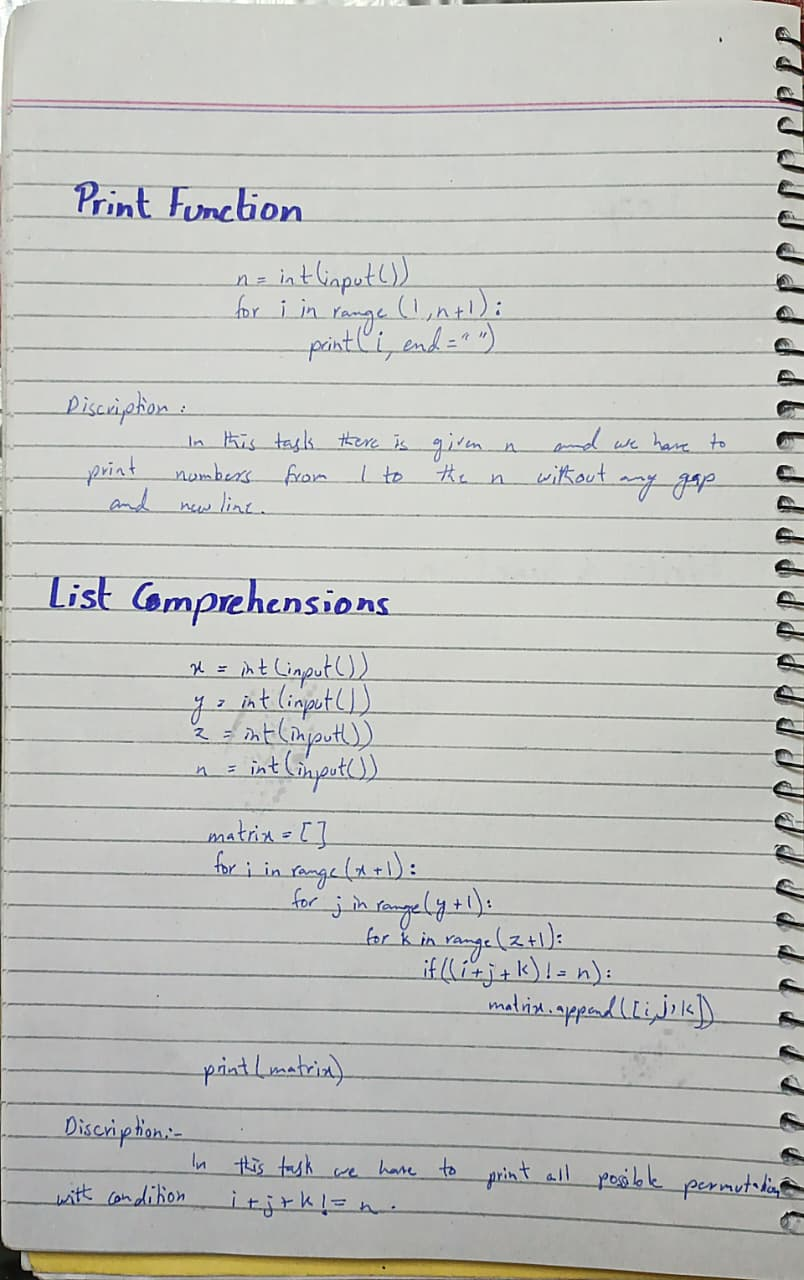 Print Function
n = int(input())
for i in range (1,n+1):
print(i, end="")
Discription :
In this task there is given n and we have to
print numbers from 1 to the n without any gap
and new line.
List Comprehensions
x = int(input())
y = int(input())
z = int(input())
n = int(input())
matrix = []
for i in range(x+1):
for j in range(y+1):
for k in range(z+1):
if((i+j+k) != n):
matrix.append([i,j,k])
print(matrix)
Discription:-
In this task we have to print all possible permutation
with condition i+j+k != n.